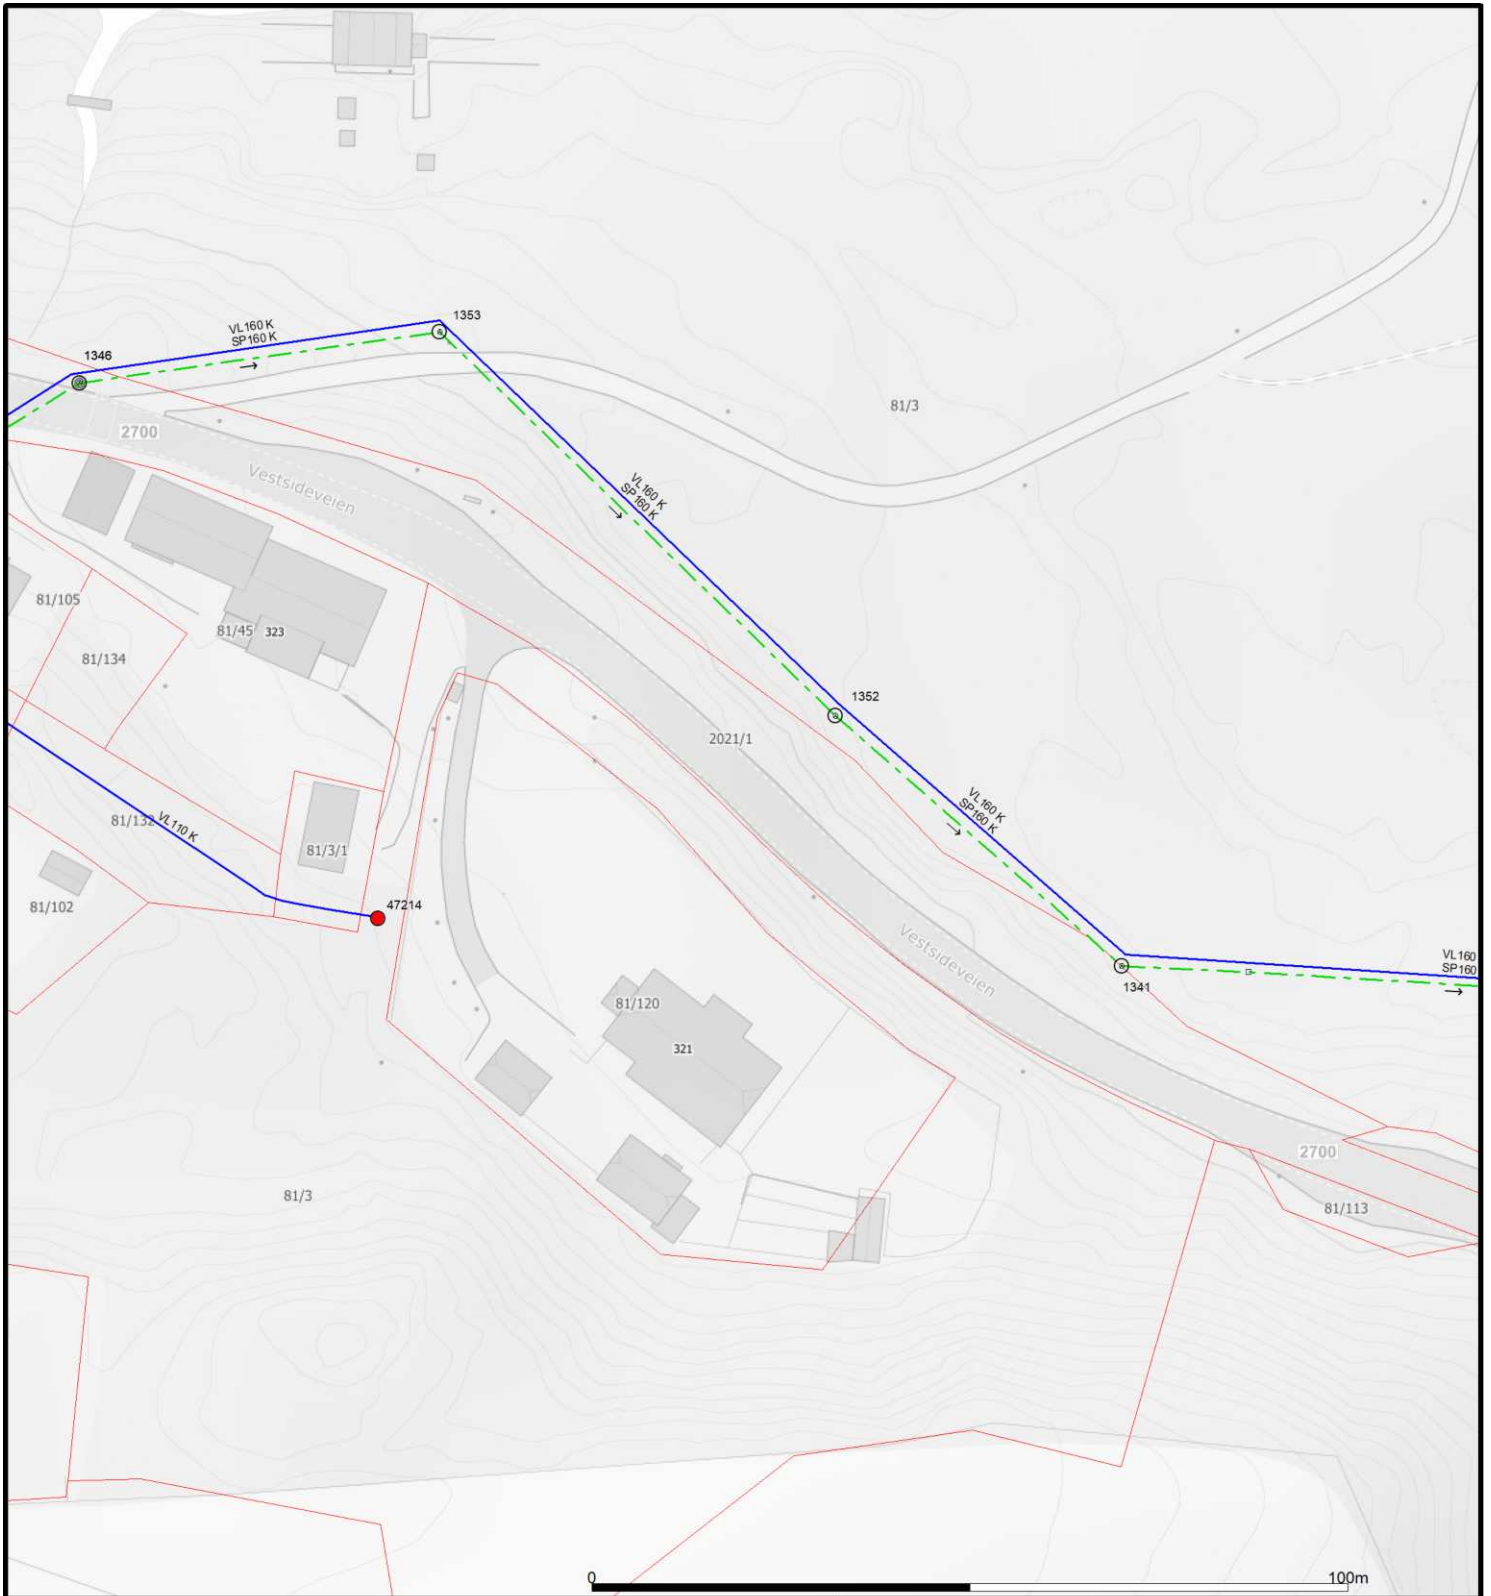 1353
VL160 K
SP160 K
1346
81/3
2700
Vestsideveien
VL160 K
SP160 K
81/105
81/45
323
81/134
1352
2021/1
VL160 K
SP160 K
81/132
VL110 K
81/3/1
81/102
47214
Vestsideveien
VL160
SP160
1341
81/120
321
2700
81/3
81/113
0
100m